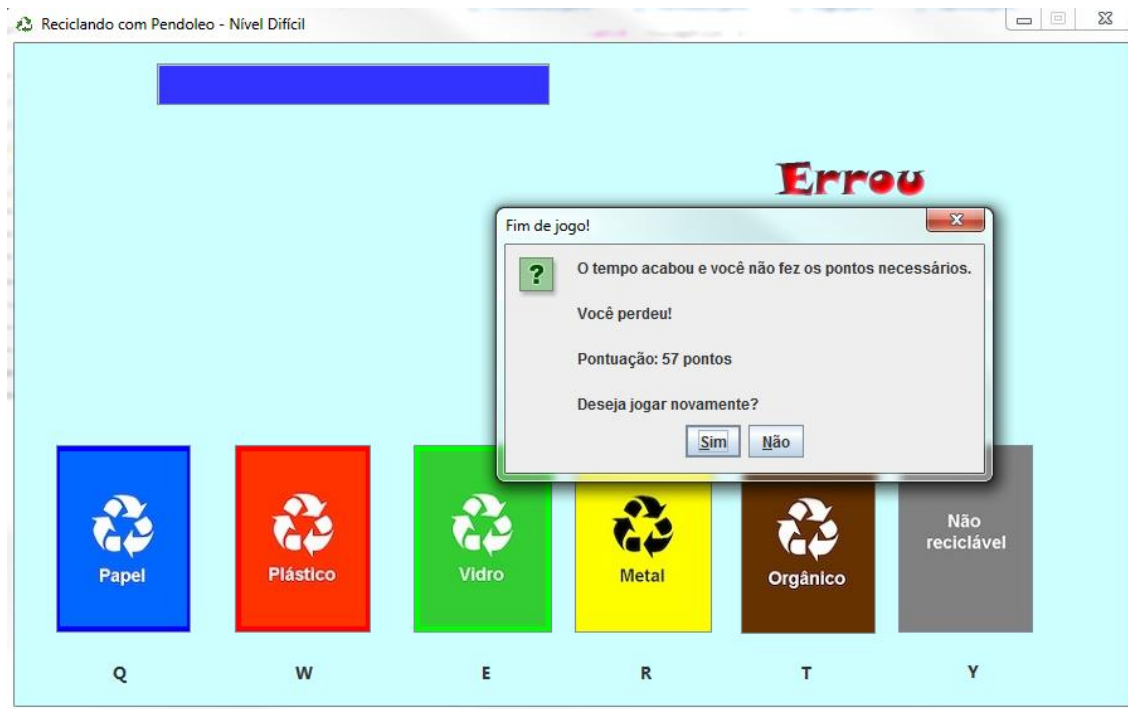 Reciclando com Pendoleo - Nível Difícil
Errou
Fim de jogo!
?
O tempo acabou e você não fez os pontos necessários.
Você perdeu!
Pontuação: 57 pontos
Deseja jogar novamente?
Sim Não
Papel Plástico Vidro Metal Orgânico Não
reciclável
Q W E R T Y